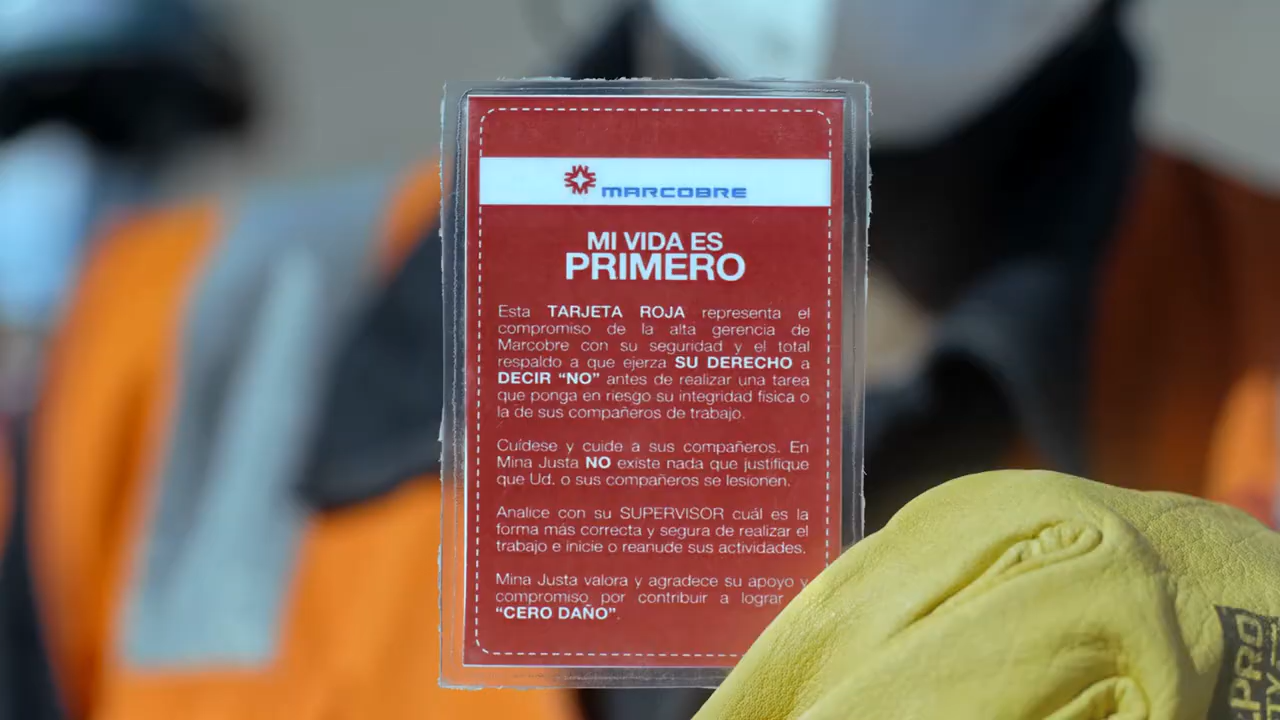 MARCOBRE
MI VIDA ES
PRIMERO
Esta TARJETA ROJA representa el
compromiso de la alta gerencia de
Marcobre con su seguridad y el total
respaldo a que ejerza SU DERECHO a
DECIR “NO” antes de realizar una tarea
que ponga en riesgo su integridad física o
la de sus compañeros de trabajo.
Cuídese y cuide a sus compañeros. En
Mina Justa NO existe nada que justifique
que Ud. o sus compañeros se lesionen.
Analice con su SUPERVISOR cuál es la
forma más correcta y segura de realizar el
trabajo e inicie o reanude sus actividades.
Mina Justa valora y agradece su apoyo y
compromiso por contribuir a lograr
“CERO DAÑO”.